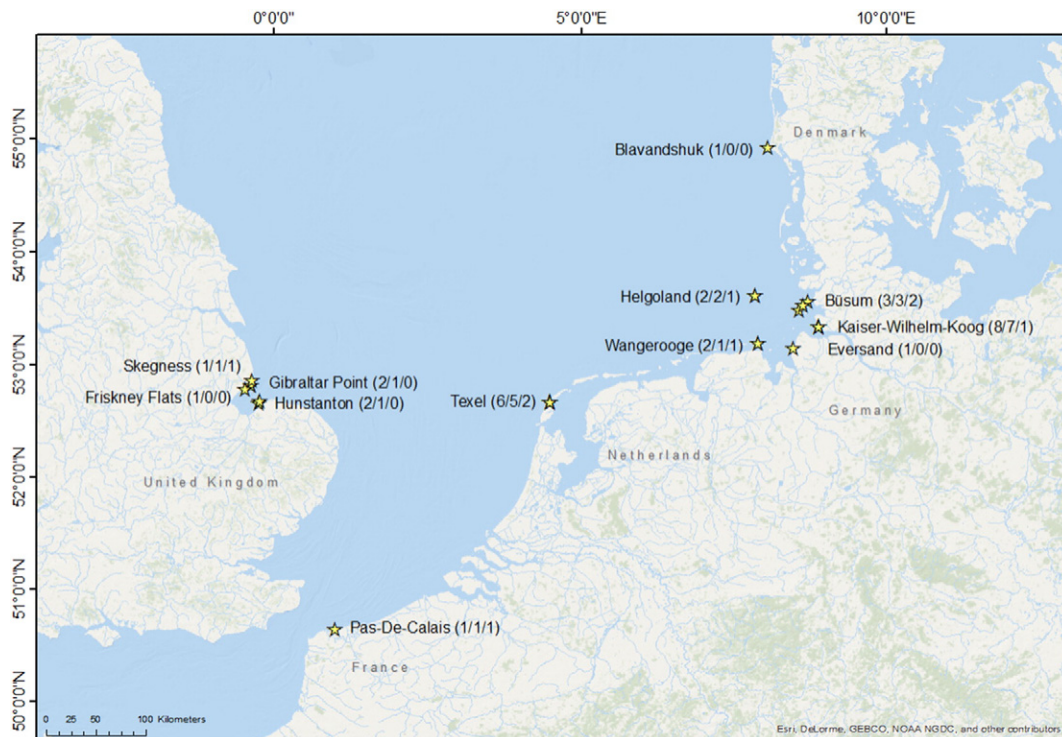 0°0'0"
5°0'0"E
10°0'0"E
55°0'0"N
Denmark
Blavandshuk (1/0/0)
54°0'0"N
Helgoland (2/2/1)
Büsum (3/3/2)
Kaiser-Wilhelm-Koog (8/7/1)
Wangerooge (2/1/1)
Eversand (1/0/0)
53°0'0"N
Skegness (1/1/1)
Gibraltar Point (2/1/0)
Friskney Flats (1/0/0)
Hunstanton (2/1/0)
Texel (6/5/2)
Germany
Netherlands
52°0'0"N
United Kingdom
51°0'0"N
Pas-De-Calais (1/1/1)
France
50°0'0"N
0 25 50 100 Kilometers
Esri, DeLorme, GEBCO, NOAA NGDC, and other contributors